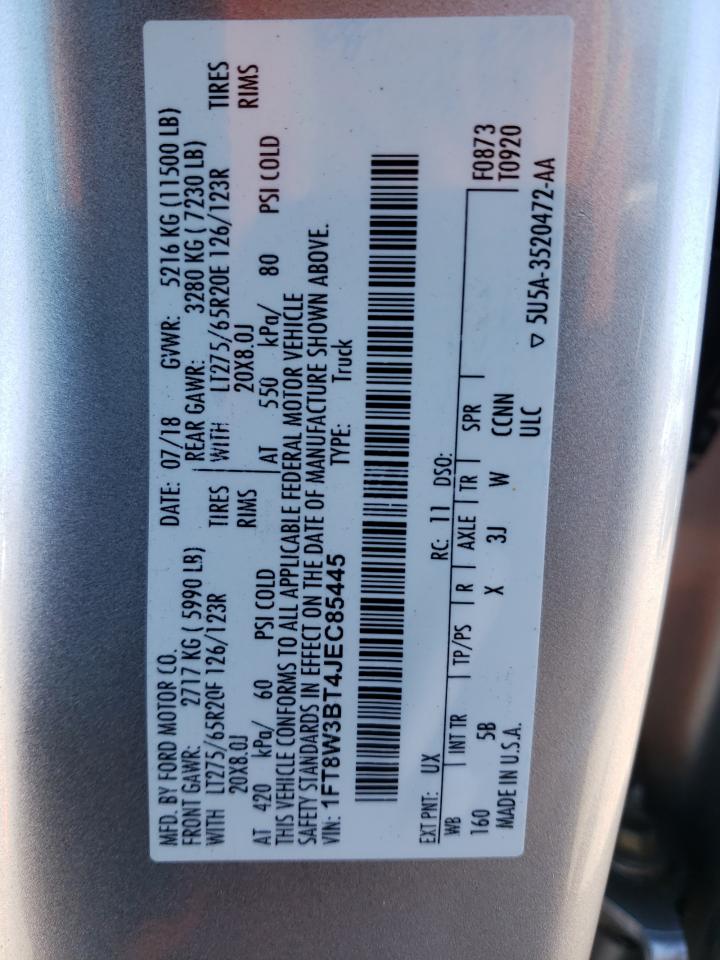 MFD. BY FORD MOTOR CO. DATE: 07/18 GVWR: 5216 KG (11500 LB)
FRONT GAWR: 2717 KG ( 5990 LB) REAR GAWR: 3280 KG ( 7230 LB)
WITH LT275/65R20E 126/123R TIRES WITH LT275/65R20E 126/123R TIRES
20X8.0J RIMS 20X8.0J RIMS
AT 420 kPa/ 60 PSI COLD AT 550 kPa/ 80 PSI COLD
THIS VEHICLE CONFORMS TO ALL APPLICABLE FEDERAL MOTOR VEHICLE
SAFETY STANDARDS IN EFFECT ON THE DATE OF MANUFACTURE SHOWN ABOVE.
VIN: 1FT8W3BT4JEC85445 TYPE: Truck
EXT PNT: UX RC: 11 DSO: F0873
WB INT TR TP/PS R AXLE TR SPR T0920
160 5B X 3J W CCNN
MADE IN U.S.A. ULC ▽ 5U5A-3520472-AA